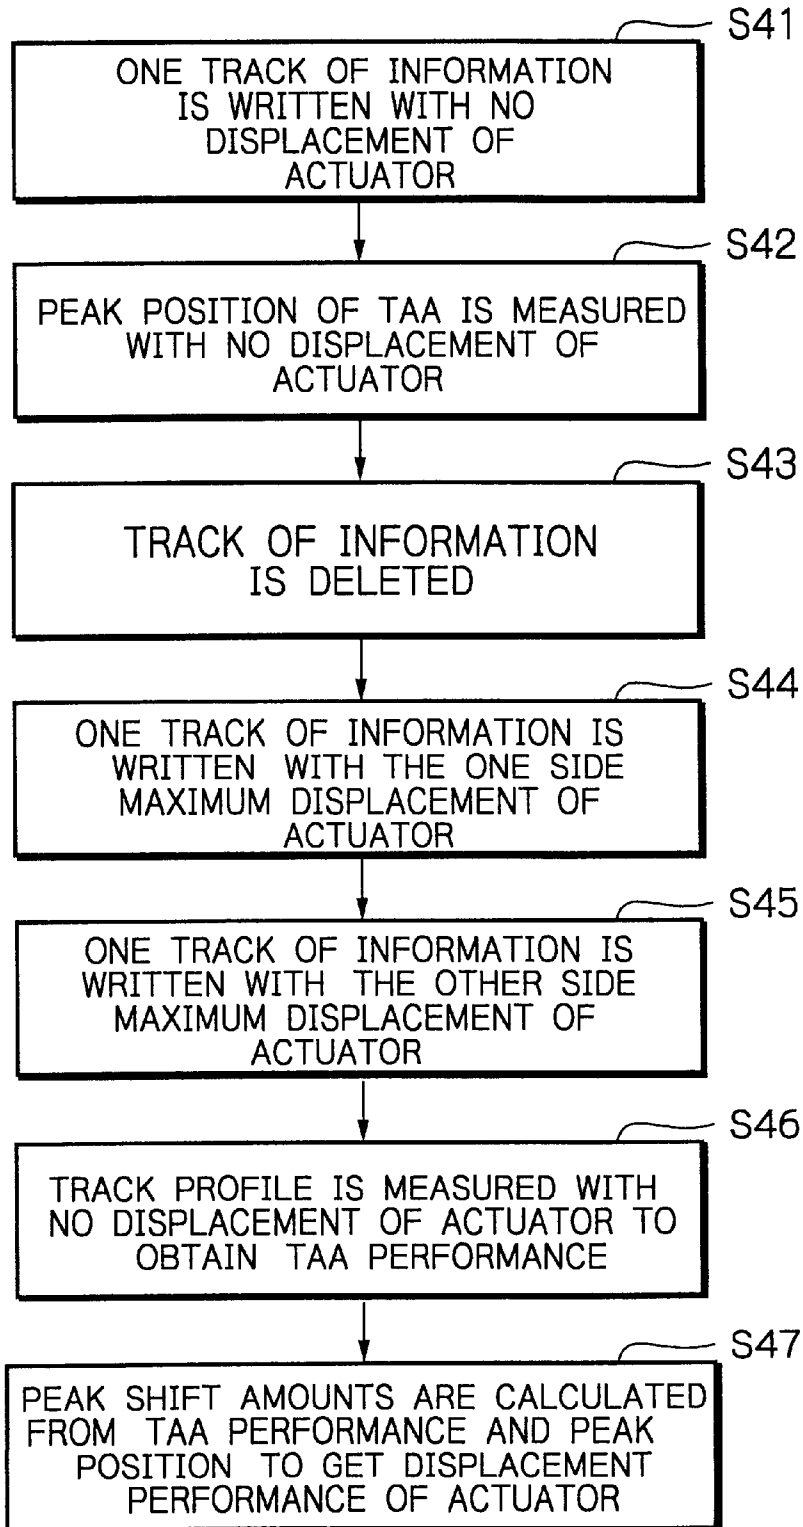 S41
ONE TRACK OF INFORMATION
IS WRITTEN WITH NO
DISPLACEMENT OF
ACTUATOR
S42
PEAK POSITION OF TAA IS MEASURED
WITH NO DISPLACEMENT OF
ACTUATOR
S43
TRACK OF INFORMATION
IS DELETED
S44
ONE TRACK OF INFORMATION IS
WRITTEN WITH THE ONE SIDE
MAXIMUM DISPLACEMENT OF
ACTUATOR
S45
ONE TRACK OF INFORMATION IS
WRITTEN WITH THE OTHER SIDE
MAXIMUM DISPLACEMENT OF
ACTUATOR
S46
TRACK PROFILE IS MEASURED WITH
NO DISPLACEMENT OF ACTUATOR TO
OBTAIN TAA PERFORMANCE
S47
PEAK SHIFT AMOUNTS ARE CALCULATED
FROM TAA PERFORMANCE AND PEAK
POSITION TO GET DISPLACEMENT
PERFORMANCE OF ACTUATOR